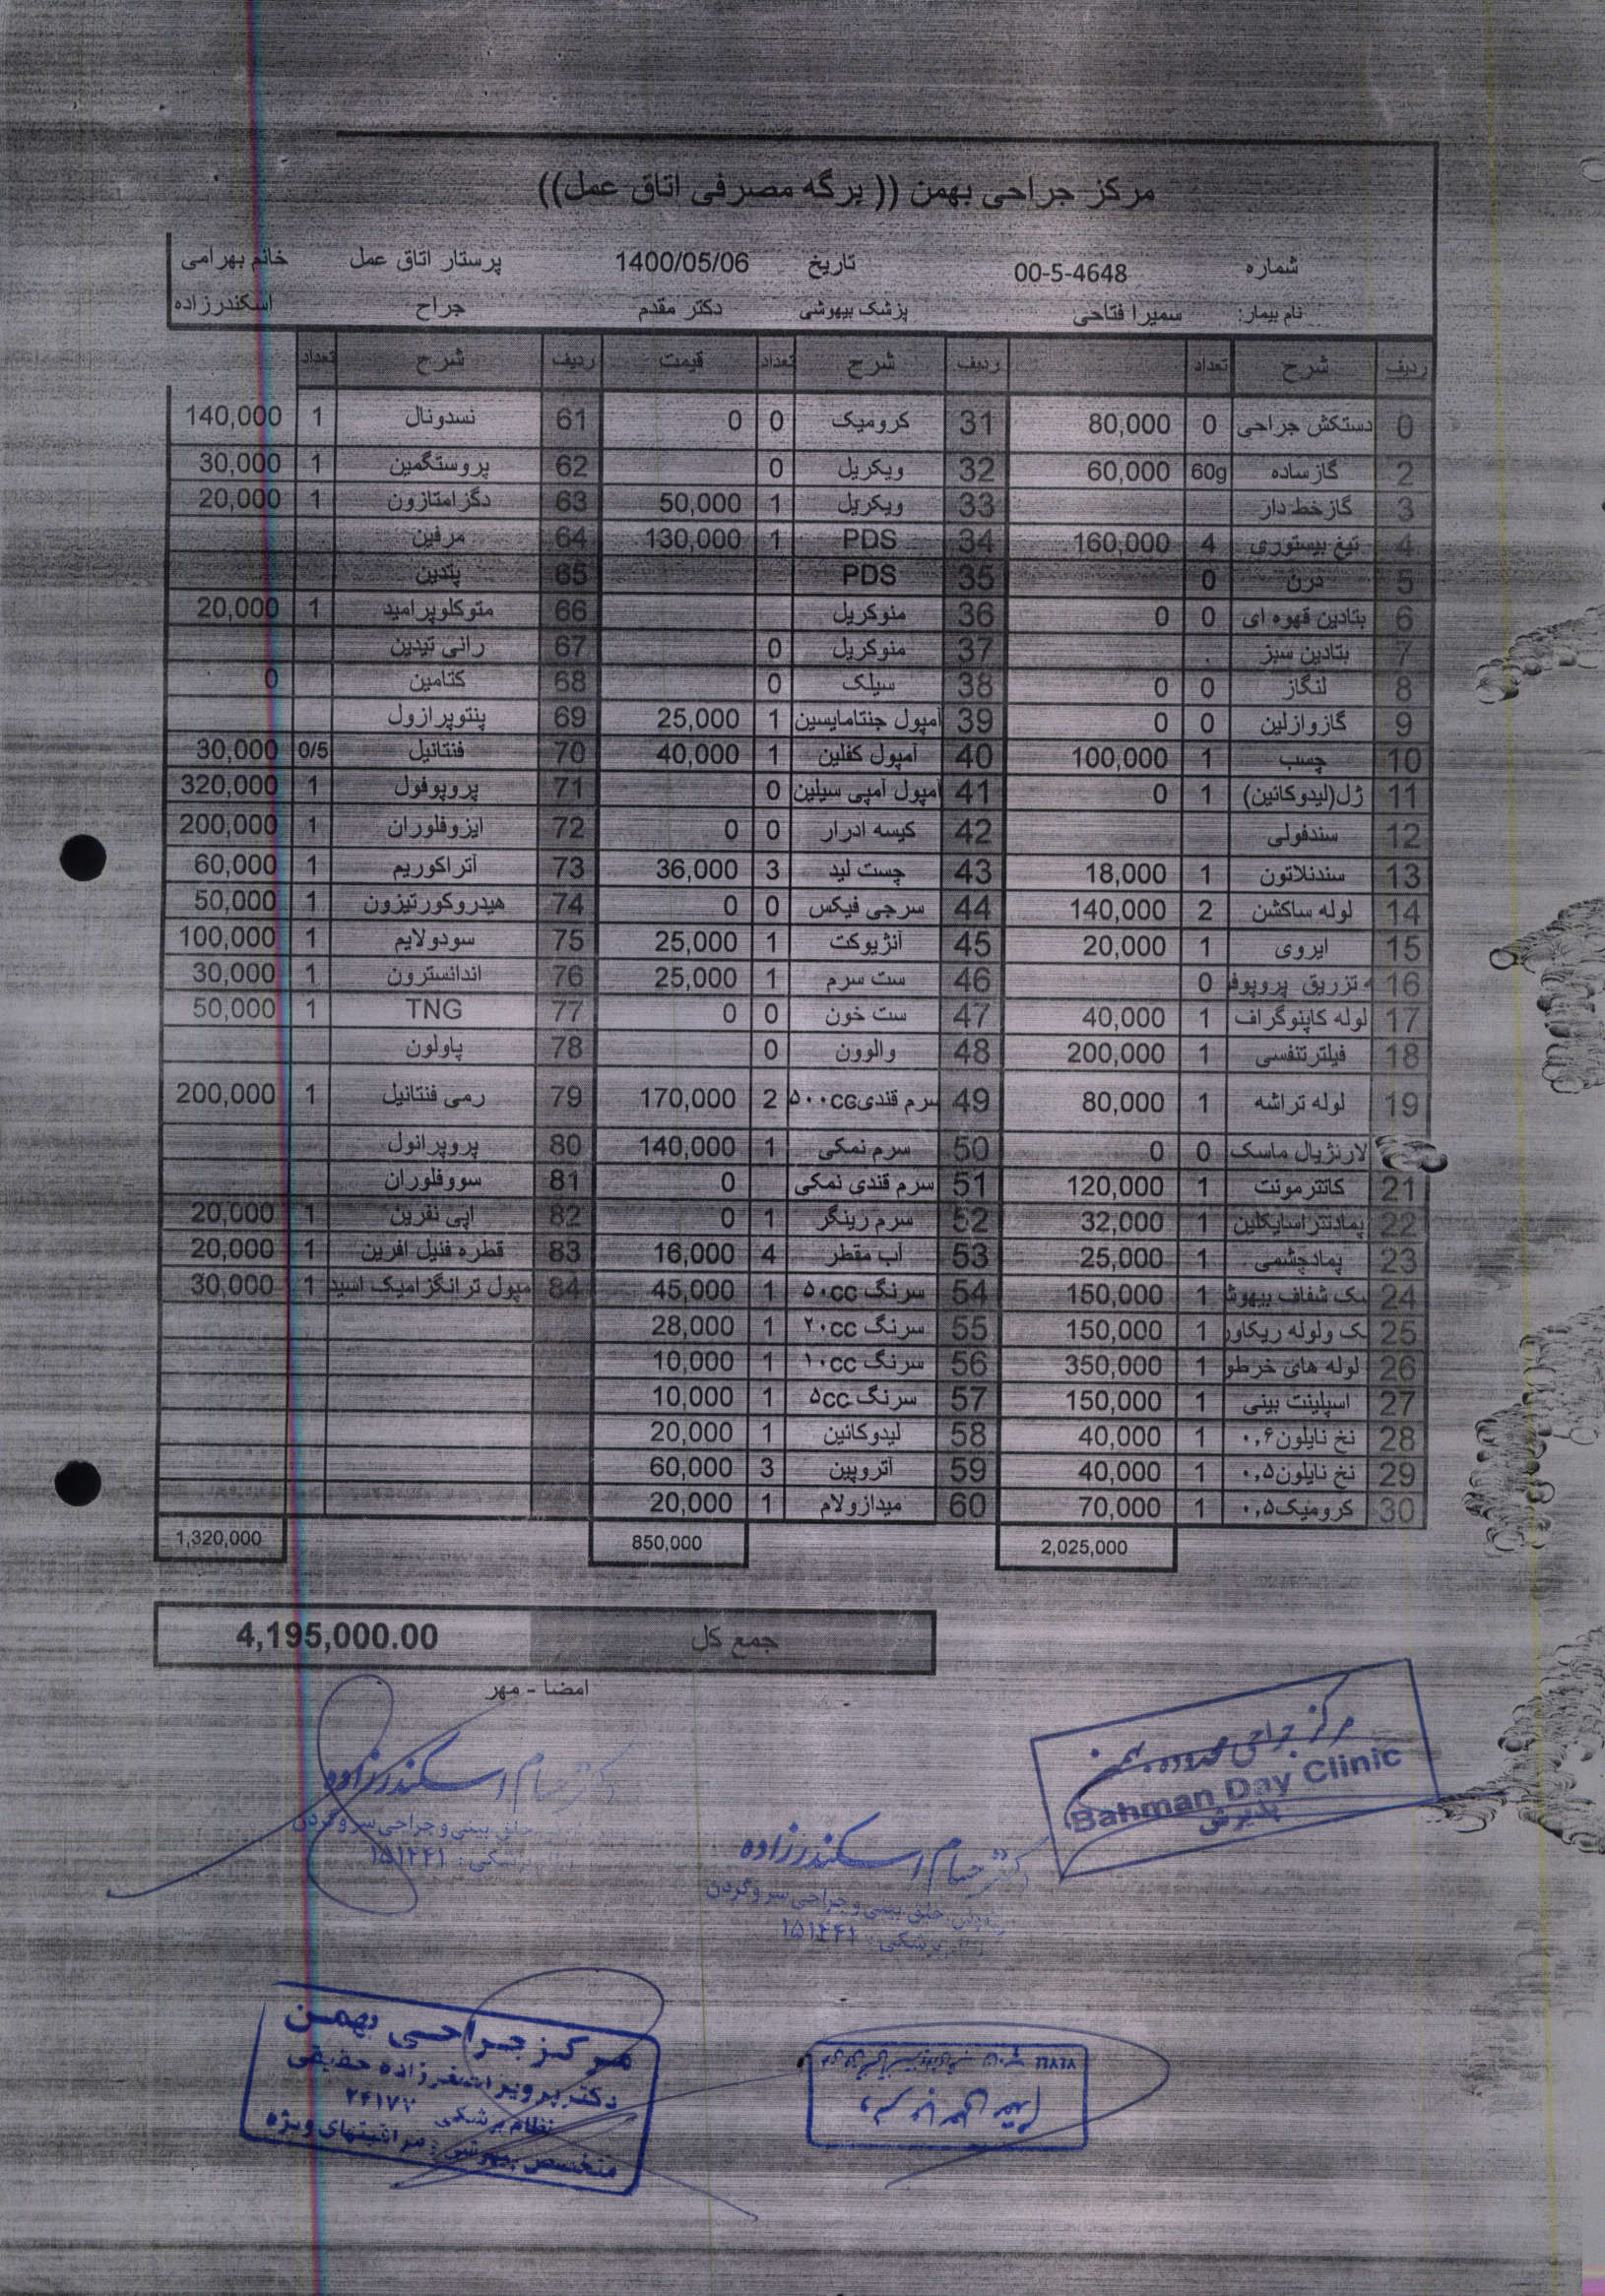 مرکز جراحی بهمن (( برگه مصرفی اتاق عمل))
شماره 00-5-4648 تاریخ 1400/05/06 پرستار اتاق عمل خانم بهرامی
نام بیمار: سمیرا فتاحی پزشک بیهوشی دکتر مقدم جراح اسکندرزاده
ردیف شرح تعداد ردیف شرح تعداد قیمت ردیف شرح تعداد
0 دستکش جراحی 0 80,000 31 کرومیک 0 0 61 نسدونال 1 140,000
2 گاز ساده 60g 60,000 32 ویکریل 0 62 پروستگمین 1 30,000
3 گاز خط دار 33 ویکریل 1 50,000 63 دگزامتازون 1 20,000
4 تیغ بیستوری 4 160,000 34 PDS 1 130,000 64 مرفین
5 درن 0 35 PDS 65 پتدین
6 بتادین قهوه ای 0 0 36 منوکریل 66 متوکلوپرامید 1 20,000
7 بتادین سبز 37 منوکریل 0 67 رانی تیدین
8 لنگاز 0 0 38 سیلک 0 68 کتامین 0
9 گازوازلین 0 0 39 آمپول جنتامایسین 1 25,000 69 پنتوپرازول
10 چسب 1 100,000 40 آمپول کفلین 1 40,000 70 فنتانیل 0/5 30,000
11 ژل(لیدوکائین) 1 0 41 آمپول آمپی سیلین 0 71 پروپوفول 1 320,000
12 سندفولی 42 کیسه ادرار 0 0 72 ایزوفلوران 1 200,000
13 سندنلاتون 1 18,000 43 چست لید 3 36,000 73 آتراکوریم 1 60,000
14 لوله ساکشن 2 140,000 44 سرجی فیکس 0 0 74 هیدروکورتیزون 1 50,000
15 ایروی 1 20,000 45 آنژیوکت 1 25,000 75 سودولایم 1 100,000
16 ه تزریق پروپوف 0 46 ست سرم 1 25,000 76 اندانسترون 1 30,000
17 لوله کاپنوگراف 1 40,000 47 ست خون 0 0 77 TNG 1 50,000
18 فیلترتنفسی 1 200,000 48 والوون 0 78 پاولون
19 لوله تراشه 1 80,000 49 سرم قندی۵۰۰cc 2 170,000 79 رمی فنتانیل 1 200,000
لارنژیال ماسک 0 0 50 سرم نمکی 1 140,000 80 پروپرانول
21 کاتترمونت 1 120,000 51 سرم قندی نمکی 0 81 سووفلوران
22 پمادتتراسایکلین 1 32,000 52 سرم رینگر 1 0 82 اپی نفرین 1 20,000
23 پمادچشمی 1 25,000 53 آب مقطر 4 16,000 83 قطره فنیل افرین 1 20,000
24 سک شفاف بیهوش 1 150,000 54 سرنگ ۵۰cc 1 45,000 84 مپول ترانگزامیک اسید 1 30,000
25 ک ولوله ریکاور 1 150,000 55 سرنگ ۲۰cc 1 28,000
26 لوله های خرطو 1 350,000 56 سرنگ ۱۰cc 1 10,000
27 اسپلینت بینی 1 150,000 57 سرنگ ۵cc 1 10,000
28 نخ نایلون۰,۶ 1 40,000 58 لیدوکائین 1 20,000
29 نخ نایلون۰,۵ 1 40,000 59 آتروپین 3 60,000
30 کرومیک۰,۵ 1 70,000 60 میدازولام 1 20,000
2,025,000 850,000 1,320,000
جمع کل 4,195,000.00
امضا - مهر
مرکز جراحی محدوده بهمن
Bahman Day Clinic
پذیرش
دکتر حسام اسکندرزاده
حلق بینی و جراحی سر و گردن
پزشکی: ۱۵۱۲۴۱
دکتر حسام اسکندرزاده
حلق بینی و جراحی سر و گردن
پزشکی: ۱۵۱۲۴۱
مرکز جراحی بهمن
دکتر پرویز اصغرزاده حقیقی
نظام پزشکی ۲۴۱۷۷
متخصص بیهوشی و مراقبتهای ویژه